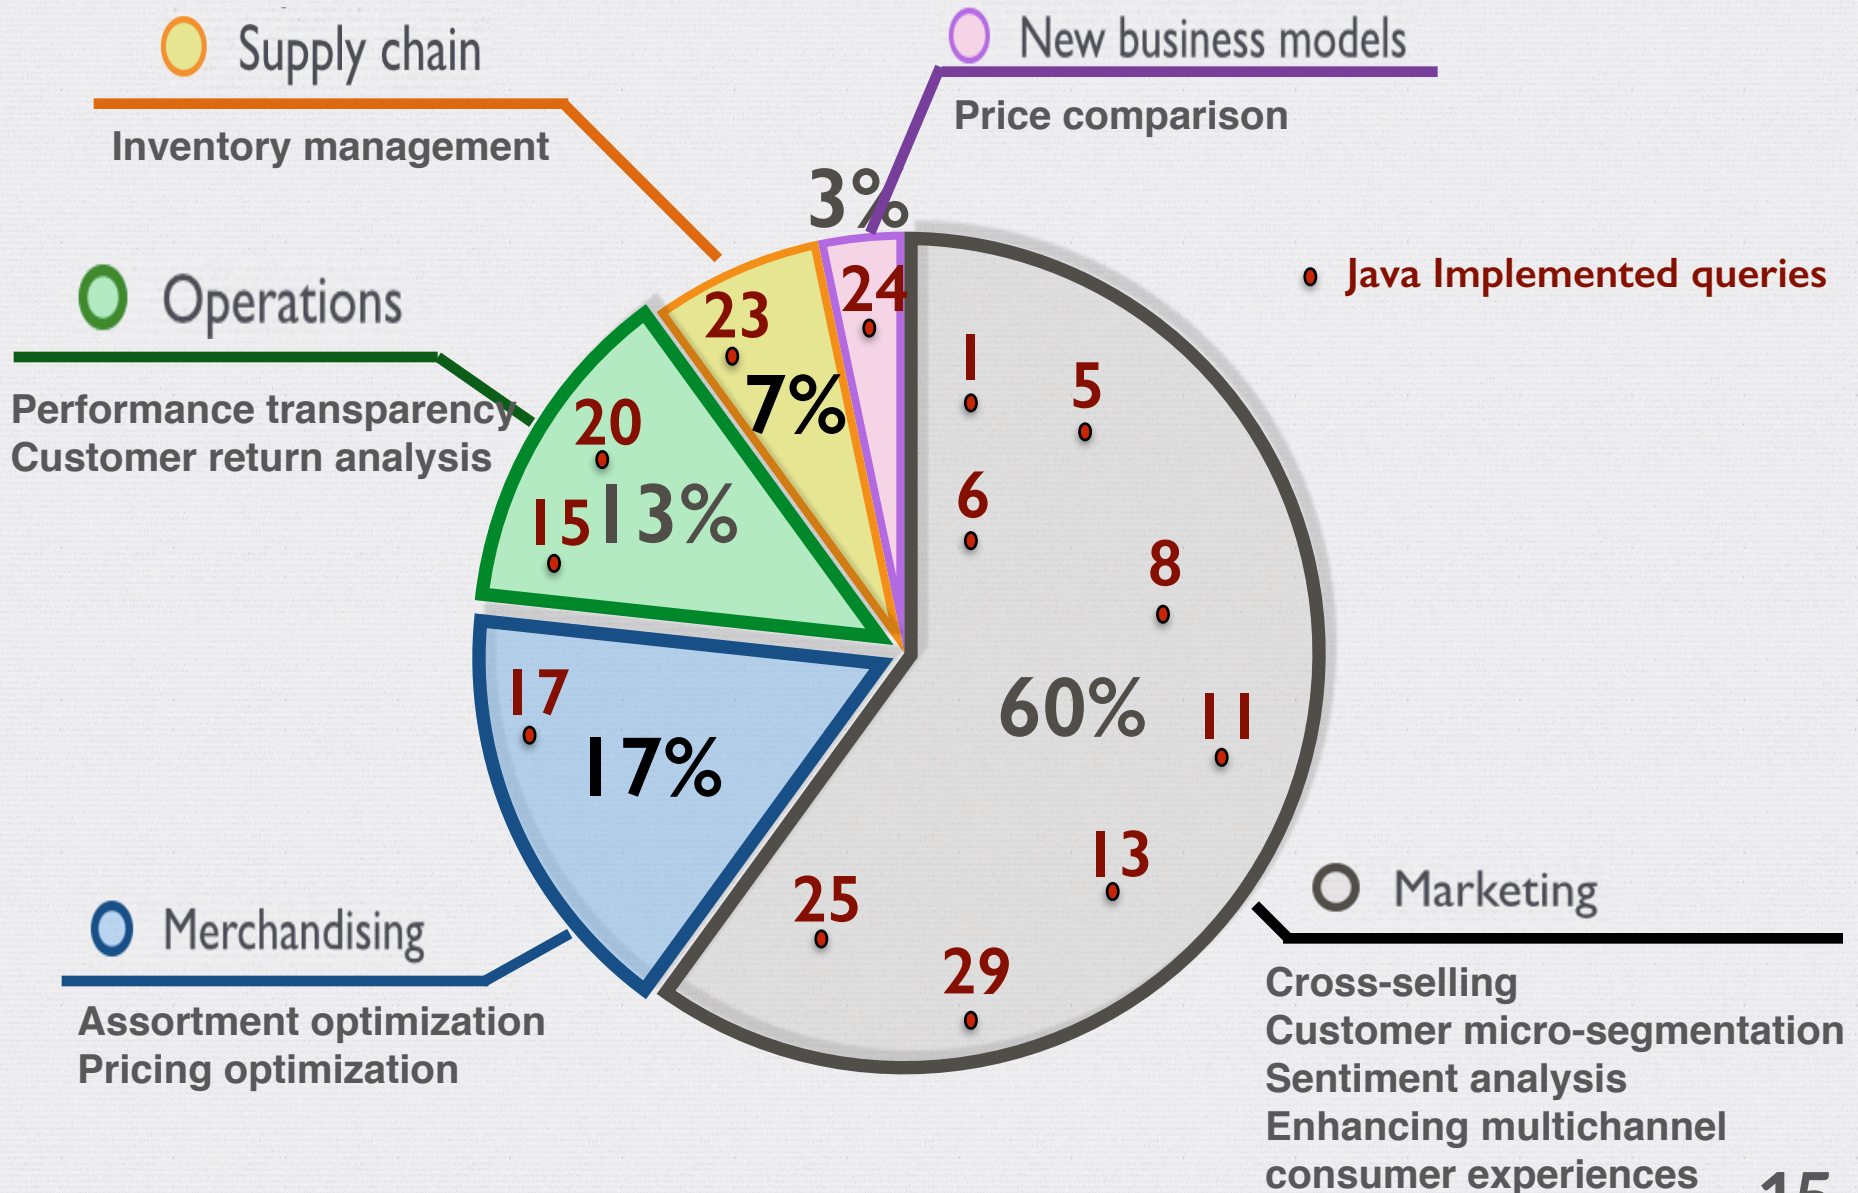 Supply chain
Inventory management
New business models
Price comparison
3%
Java Implemented queries
Operations
Performance transparency
Customer return analysis
24
23
7%
20
15
13%
1
5
6
8
60%
11
17
17%
13
25
29
Merchandising
Assortment optimization
Pricing optimization
Marketing
Cross-selling
Customer micro-segmentation
Sentiment analysis
Enhancing multichannel
consumer experiences
15